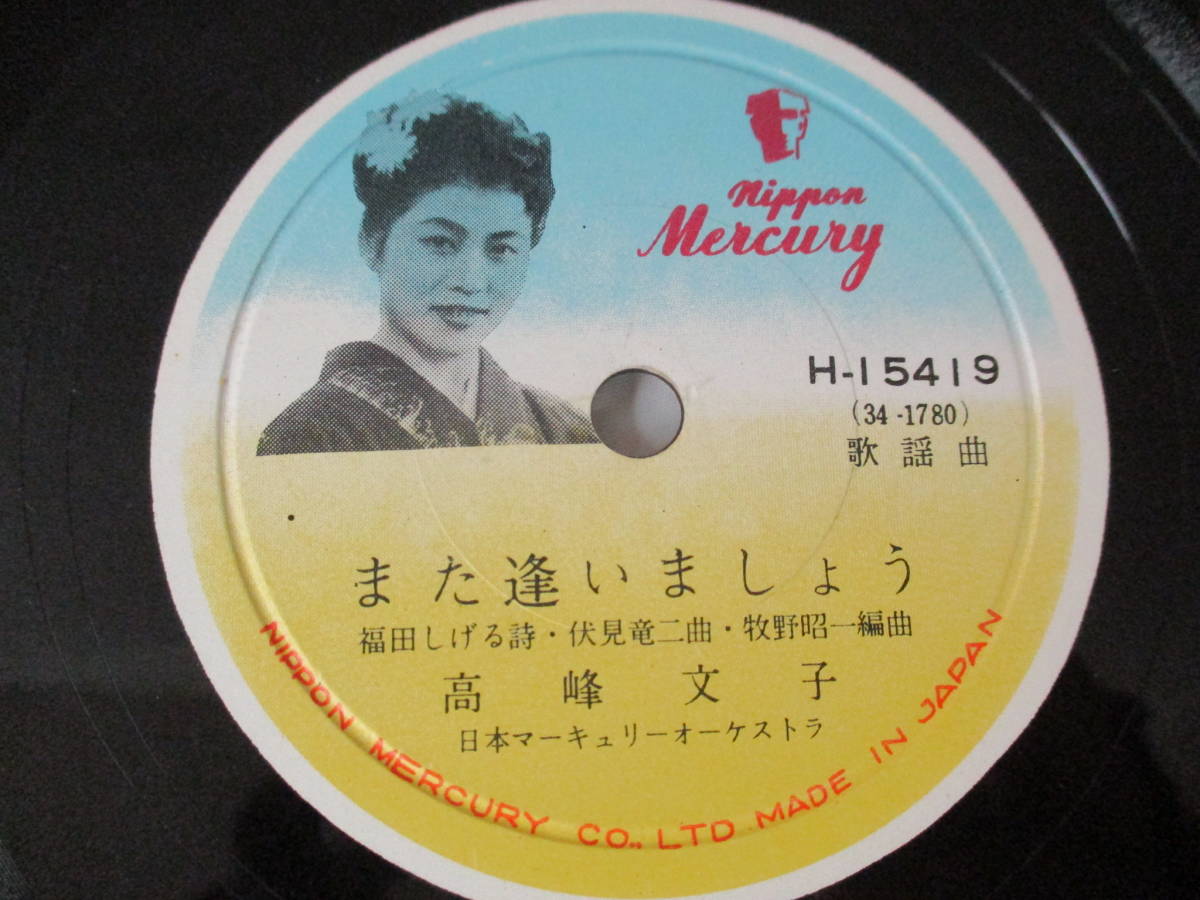 nippon
Mercury
H-15419
(34-1780)
歌謡曲
また逢いましょう
福田しげる詩・伏見竜二曲・牧野昭一編曲
高峰文子
日本マーキュリーオーケストラ
NIPPON MERCURY CO., LTD MADE IN JAPAN